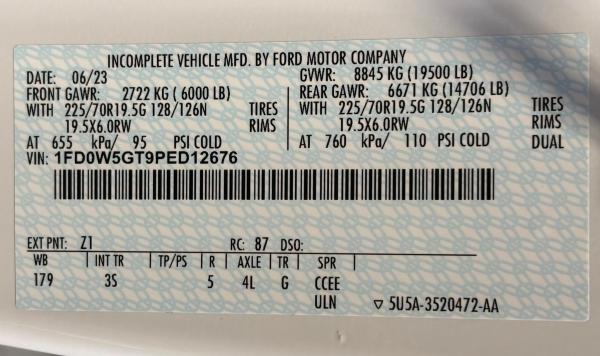 INCOMPLETE VEHICLE MFD. BY FORD MOTOR COMPANY
DATE: 06/23 GVWR: 8845 KG (19500 LB)
FRONT GAWR: 2722 KG ( 6000 LB) REAR GAWR: 6671 KG (14706 LB)
WITH 225/70R19.5G 128/126N TIRES WITH 225/70R19.5G 128/126N TIRES
19.5X6.0RW RIMS 19.5X6.0RW RIMS
AT 655 kPa/ 95 PSI COLD AT 760 kPa/ 110 PSI COLD DUAL
VIN: 1FD0W5GT9PED12676
EXT PNT: Z1 RC: 87 DSO:
WB | INT TR | TP/PS | R | AXLE | TR | SPR
179 3S 5 4L G CCEE
ULN ▽ 5U5A-3520472-AA